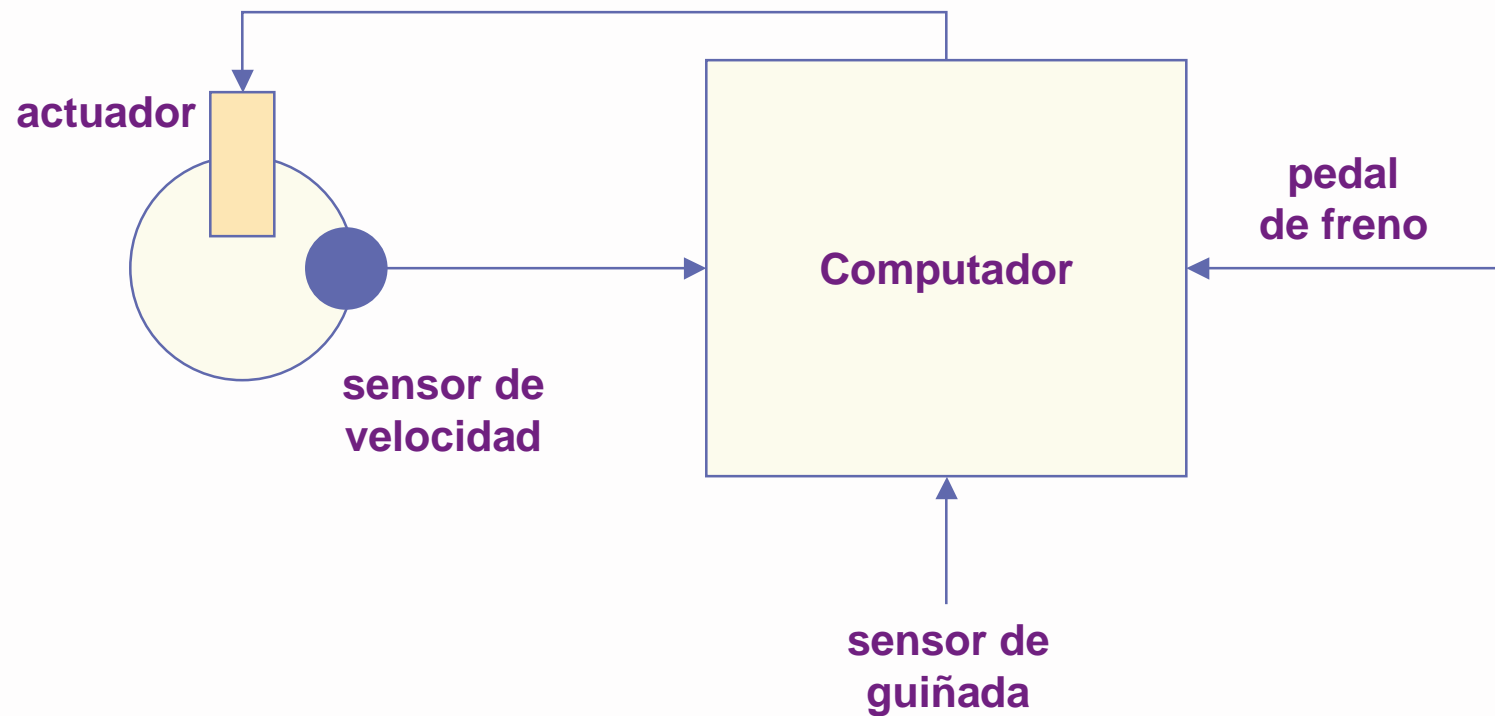 actuador
pedal
de freno
Computador
sensor de
velocidad
sensor de
guiñada